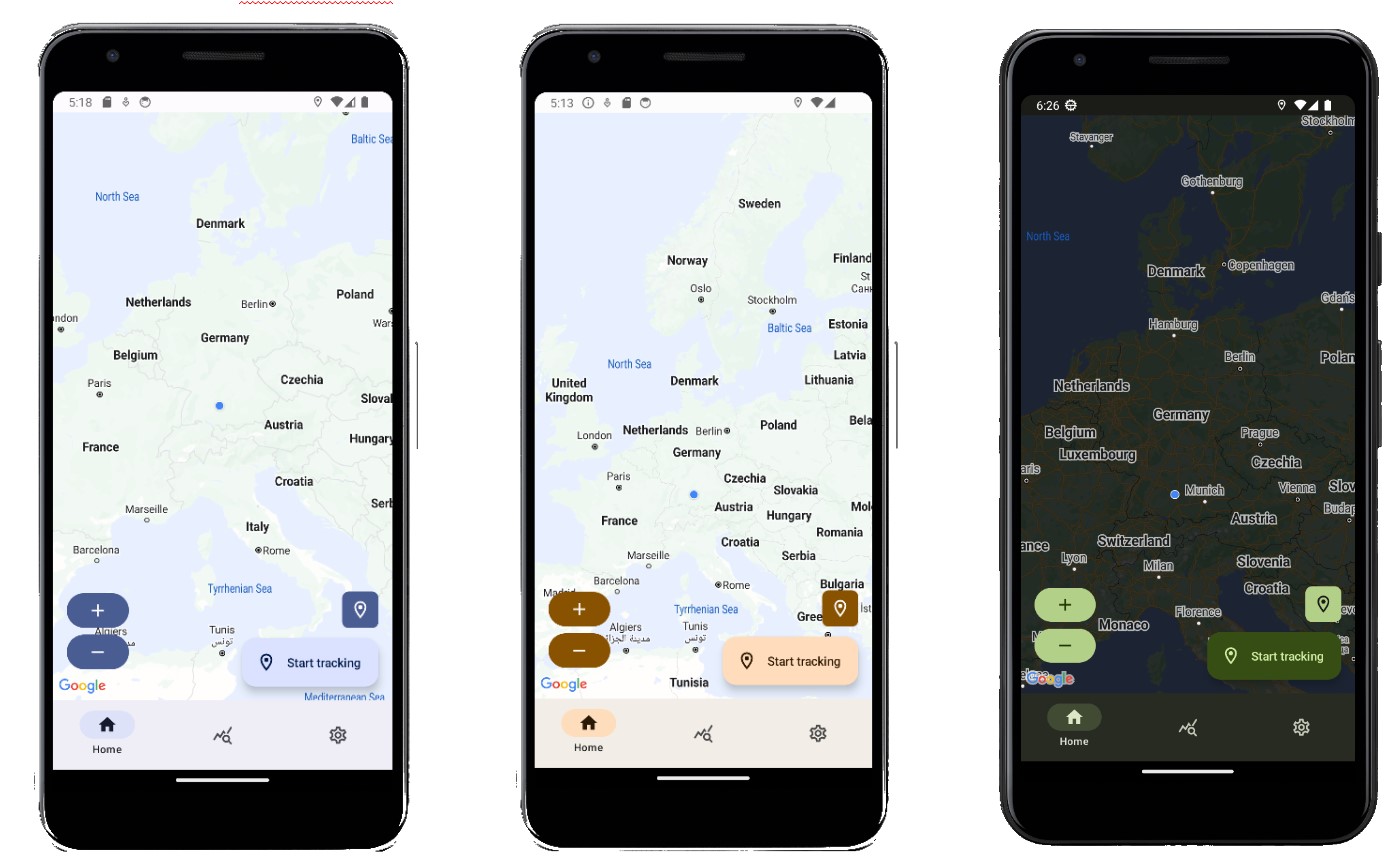 5:18
Baltic Sea
North Sea
Denmark
Netherlands
Berlin
Poland
ndon
Wars
Germany
Belgium
Paris
Czechia
Slovak
Austria
France
Hungary
Croatia
Marseille
Serb
Italy
Rome
Barcelona
Tyrrhenian Sea
+
Algiers
Tunis
تونس
−
Start tracking
Google
Mediterranean Sea
Home
5:13
Sweden
Norway
Finland
Oslo
St
Санк
Stockholm
Baltic Sea
Estonia
North Sea
Latvia
United
Kingdom
Denmark
Lithuania
London
Netherlands
Berlin
Poland
Bela
Germany
Paris
Czechia
Slovakia
Austria
Mol
France
Hungary
Romania
Croatia
Marseille
Serbia
Barcelona
Rome
Bulgaria
Madrid
+
Tyrrhenian Sea
Ist
Gree
Algiers
Tunis
مدينة الجزائر
تونس
−
Start tracking
Google
Tunisia
Home
6:26
Stockholm
Stavanger
Gothenburg
North Sea
Denmark
Copenhagen
Gdańs
Hamburg
Berlin
Polan
Netherlands
Germany
Belgium
Prague
Luxembourg
Czechia
aris
Munich
Vienna
Slov
Budap
Austria
ance
Switzerland
Lyon
Milan
Slovenia
Croatia
+
Florence
Monaco
−
Start tracking
Google
Home